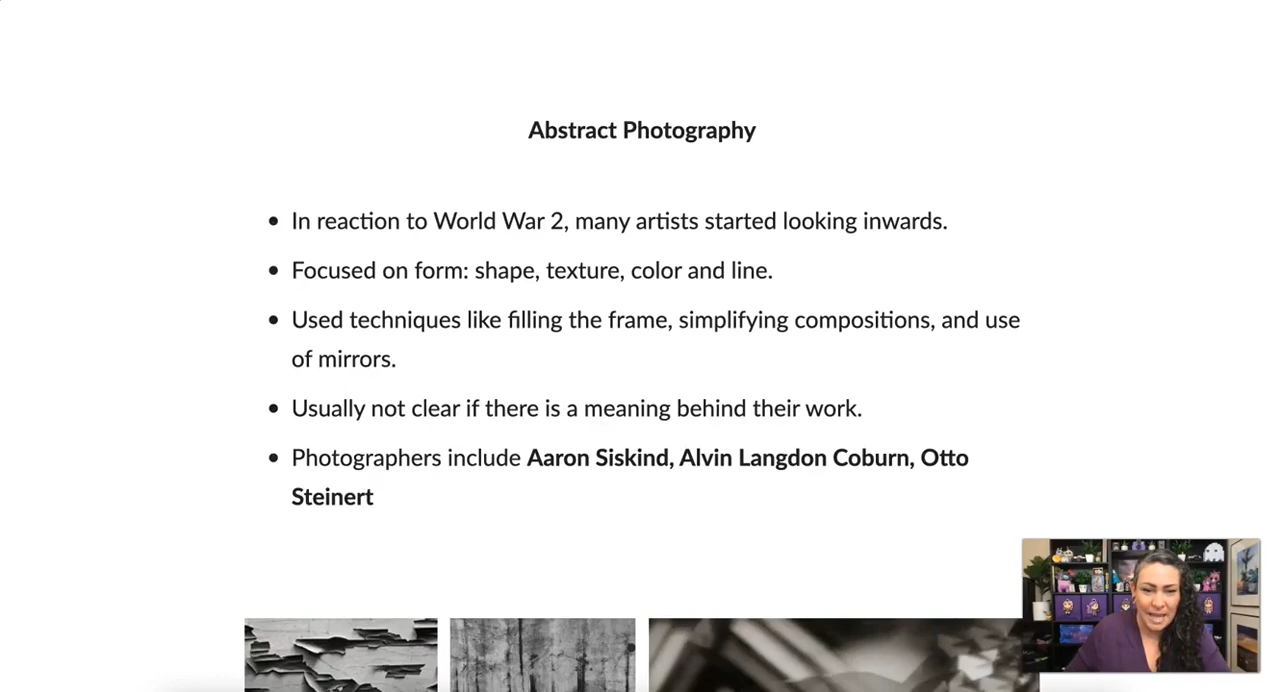 Abstract Photography
In reaction to World War 2, many artists started looking inwards.
Focused on form: shape, texture, color and line.
Used techniques like filling the frame, simplifying compositions, and use
of mirrors.
Usually not clear if there is a meaning behind their work.
Photographers include Aaron Siskind, Alvin Langdon Coburn, Otto
Steinert